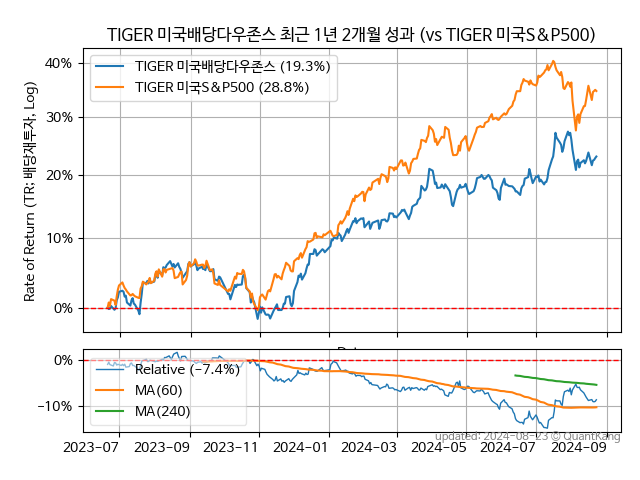 TIGER 미국배당다우존스 최근 1년 2개월 성과 (vs TIGER 미국S&P500)
Rate of Return (TR: 배당재투자, Log)
40%
30%
20%
10%
0%
TIGER 미국배당다우존스 (19.3%)
TIGER 미국S&P500 (28.8%)
0%
−10%
Relative (−7.4%)
MA(60)
MA(240)
updated: 2024-08-23 © QuantKang
2023−07
2023−09
2023−11
2024−01
2024−03
2024−05
2024−07
2024−09